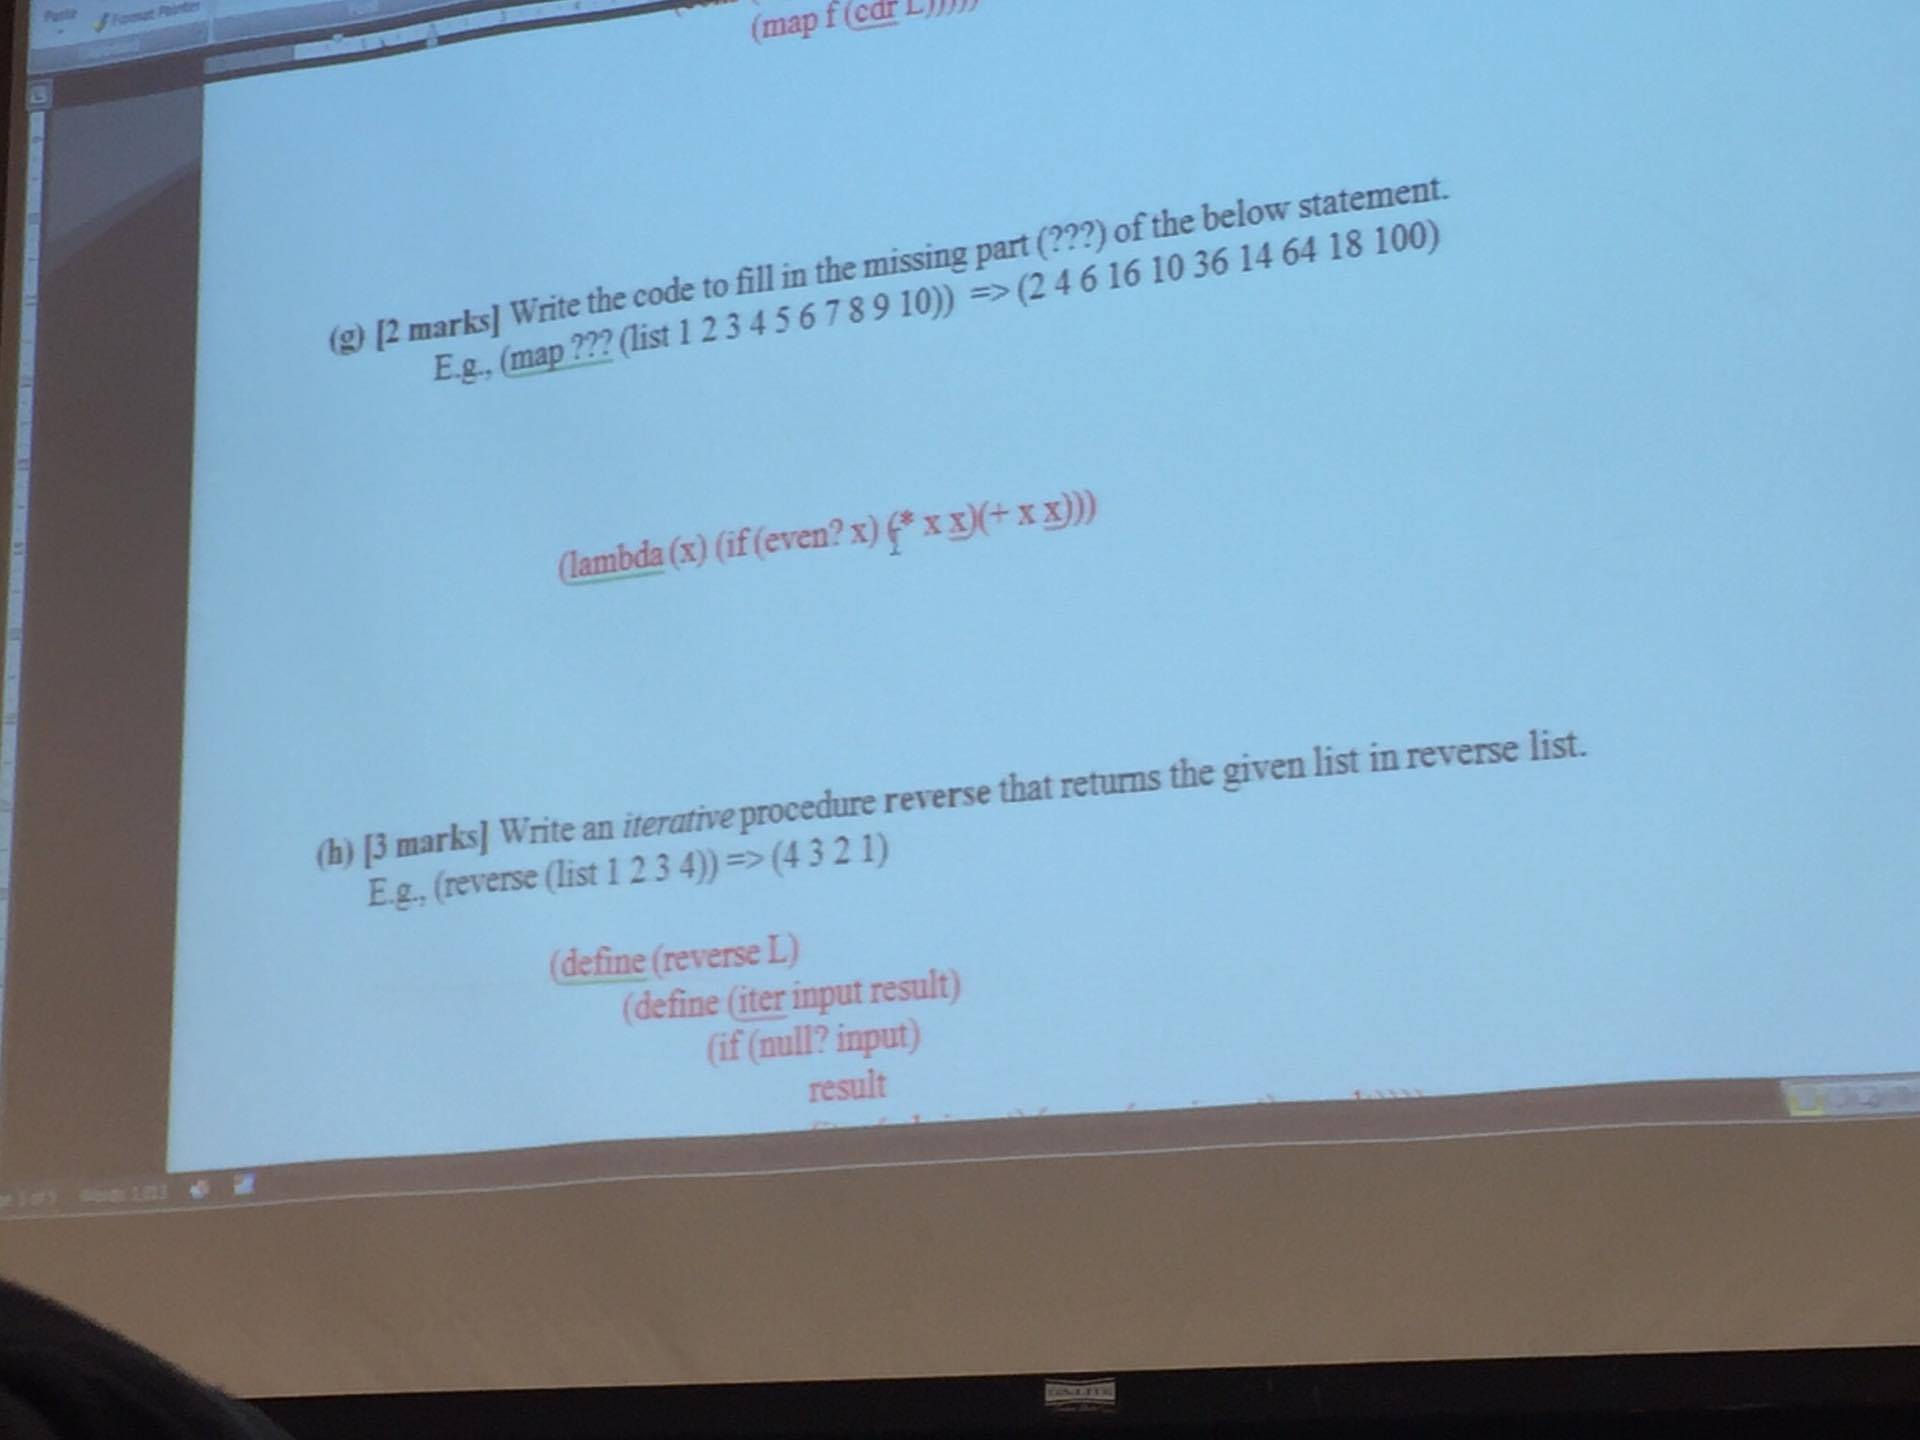 Paste
Format Painter
(map f (cdr L)))))
(g) [2 marks] Write the code to fill in the missing part (???) of the below statement.
E.g., (map ??? (list 1 2 3 4 5 6 7 8 9 10)) => (2 4 6 16 10 36 14 64 18 100)
(lambda (x) (if (even? x) (* x x)(+ x x)))
(h) [3 marks] Write an iterative procedure reverse that returns the given list in reverse list.
E.g., (reverse (list 1 2 3 4)) => (4 3 2 1)
(define (reverse L)
(define (iter input result)
(if (null? input)
result
Words: 1,013